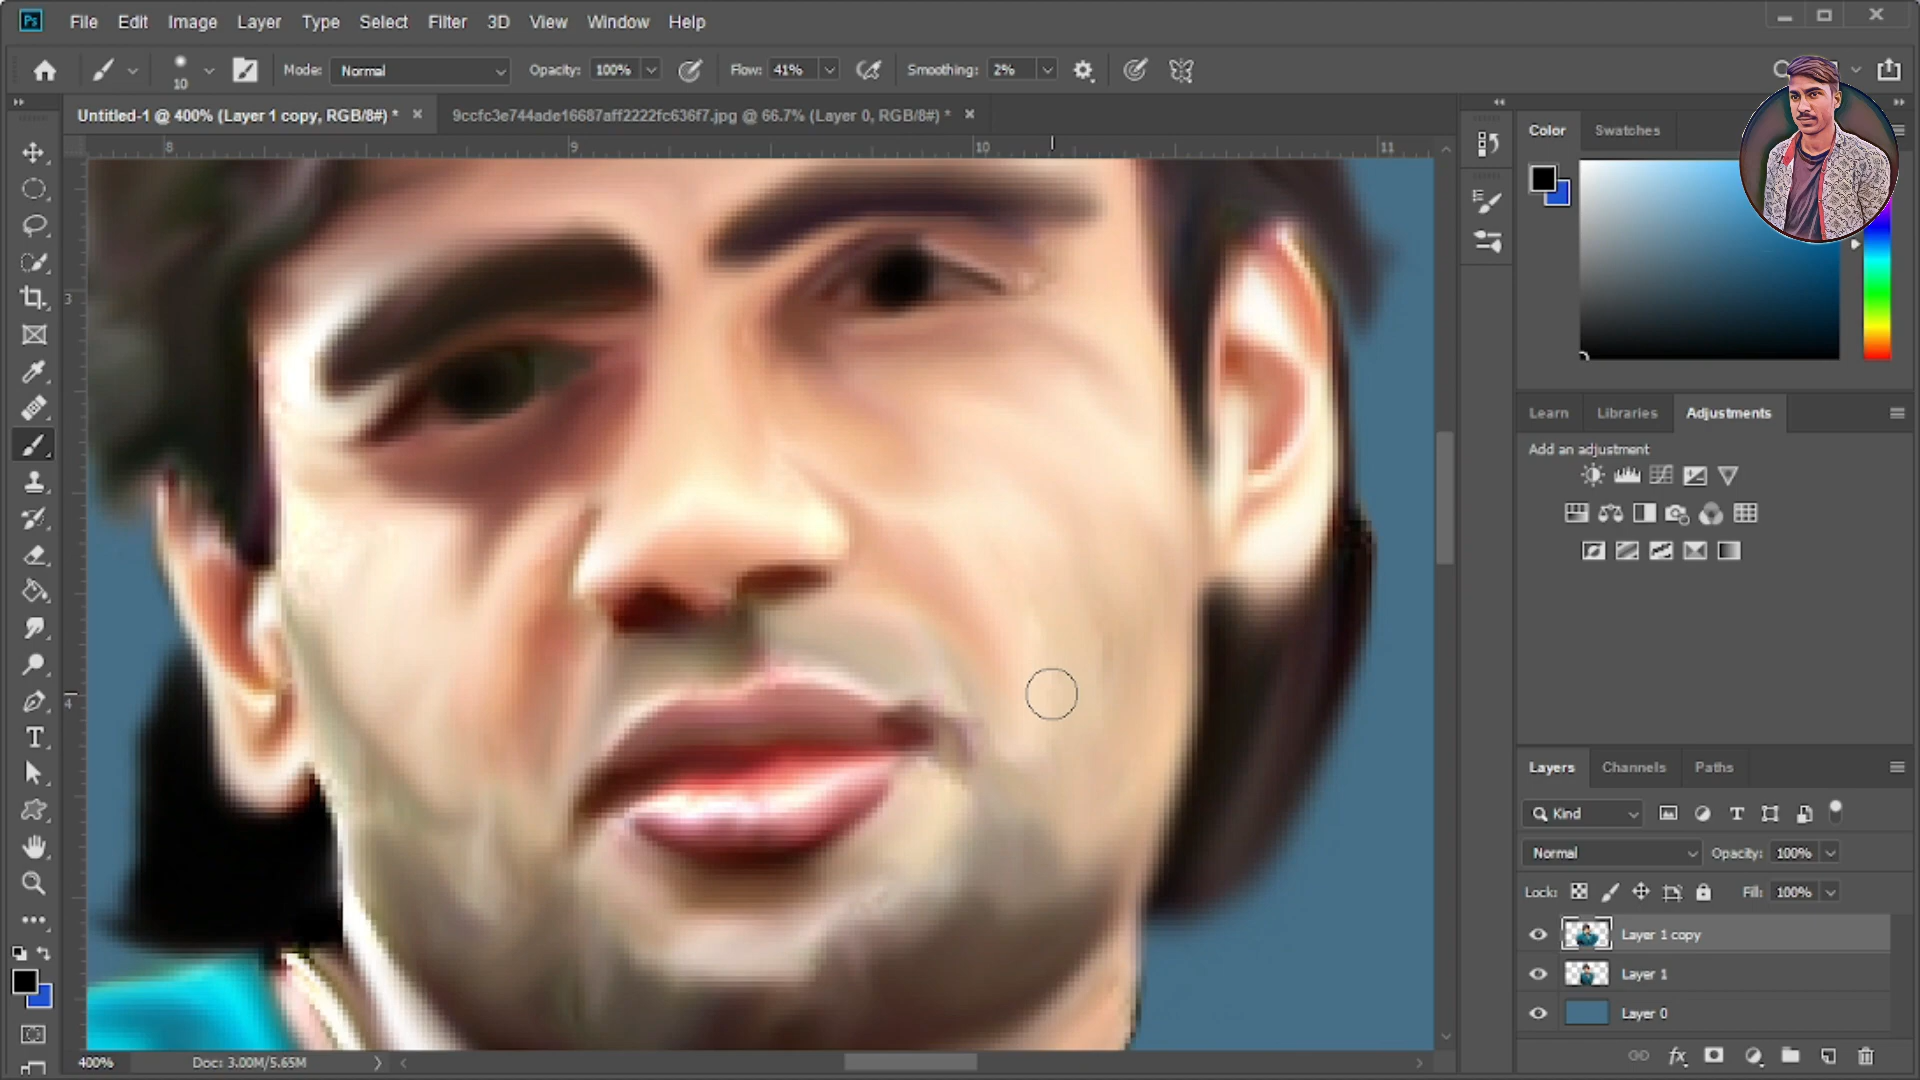 Ps File Edit Image Layer Type Select Filter 3D View Window Help
10 Mode: Normal Opacity: 100% Flow: 41% Smoothing: 2%
Untitled-1 @ 400% (Layer 1 copy, RGB/8#) * × 9ccfc3e744ade16687aff2222fc636f7.jpg @ 66.7% (Layer 0, RGB/8#) * ×
8 9 10 11
3
4
Color Swatches
Learn Libraries Adjustments
Add an adjustment
Layers Channels Paths
Kind
Normal Opacity: 100%
Lock: Fill: 100%
Layer 1 copy
Layer 1
Layer 0
400% Doc: 3.00M/5.65M